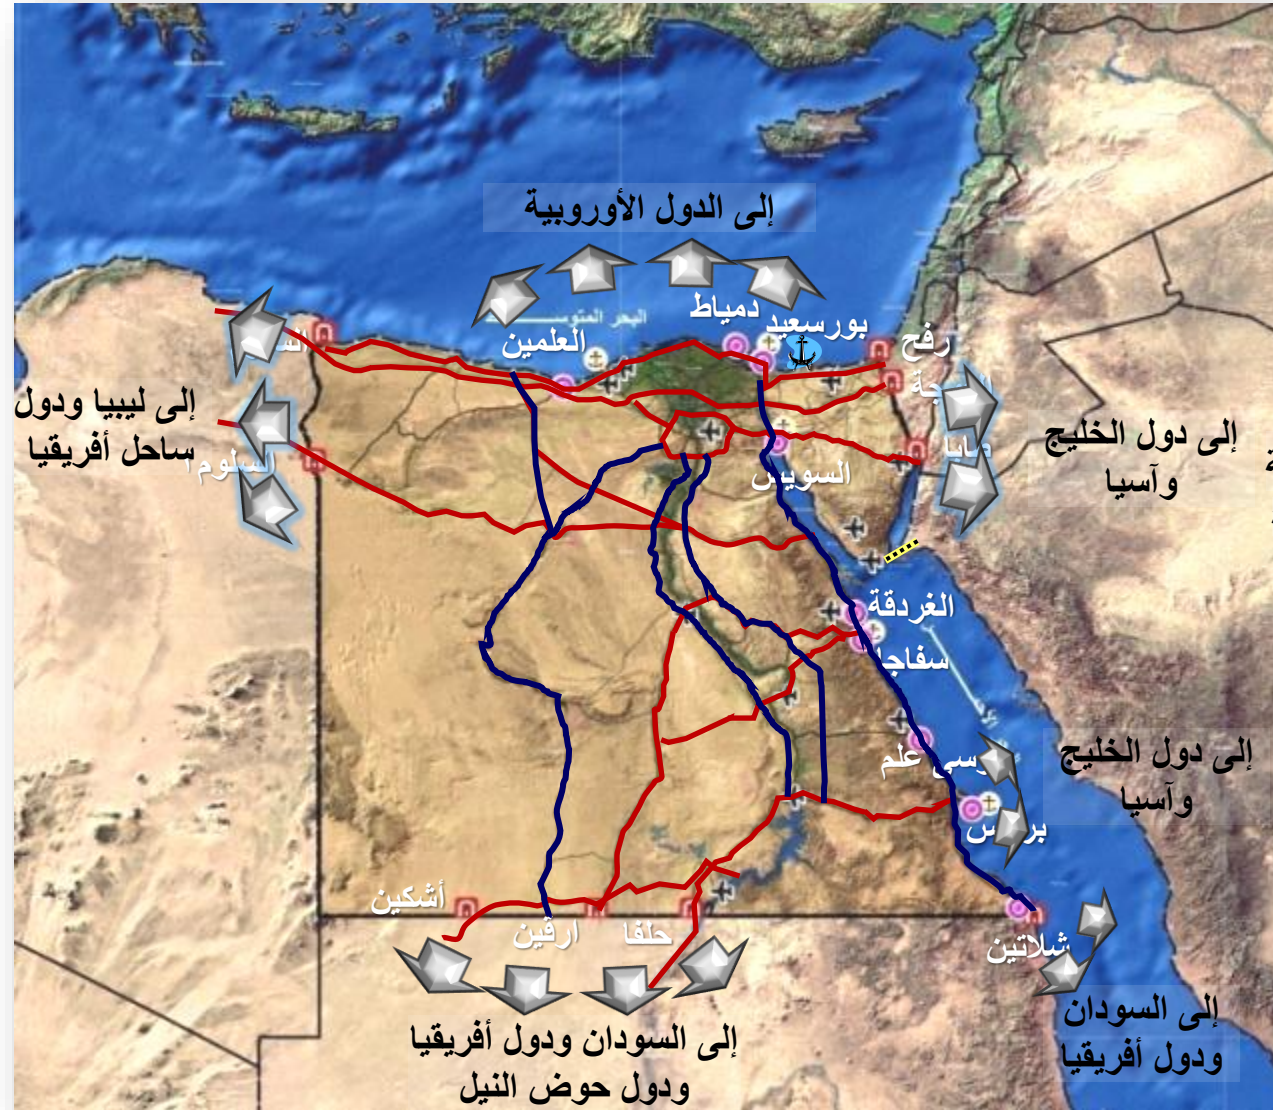 إلى الدول الأوروبية
دمياط
بورسعيد
البحر المتوسـ
العلمين
رفح
إلى ليبيا ودول
ساحل أفريقيا
إلى دول الخليج
وآسيا
السويس
الغردقة
سفاجا
إلى دول الخليج
وآسيا
أشكين
ارقين
حلفا
شلاتين
إلى السودان
ودول أفريقيا
إلى السودان ودول أفريقيا
ودول حوض النيل